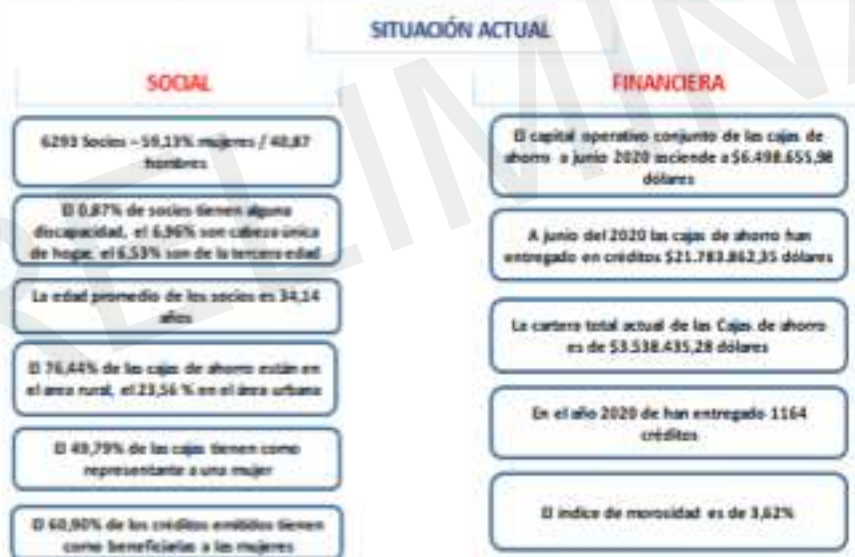 SITUACIÓN ACTUAL
SOCIAL
6293 Socios – 59,13% mujeres / 40,87
hombres
El 0,87% de socios tienen alguna
discapacidad, el 6,96% son cabeza única
de hogar, el 6,53% son de la tercera edad
La edad promedio de los socios es 34,14
años
El 76,44% de las cajas de ahorro están en
el area rural, el 23,56 % en el área urbana
El 49,79% de las cajas tienen como
representante a una mujer
El 60,90% de los créditos emitidos tienen
como beneficiarias a las mujeres
FINANCIERA
El capital operativo conjunto de las cajas de
ahorro a junio 2020 asciende a $6.498.655,98
dólares
A junio del 2020 las cajas de ahorro han
entregado en créditos $21.783.862,35 dólares
La cartera total actual de las Cajas de ahorro
es de $3.538.435,28 dólares
En el año 2020 de han entregado 1164
créditos
El indice de morosidad es de 3,62%